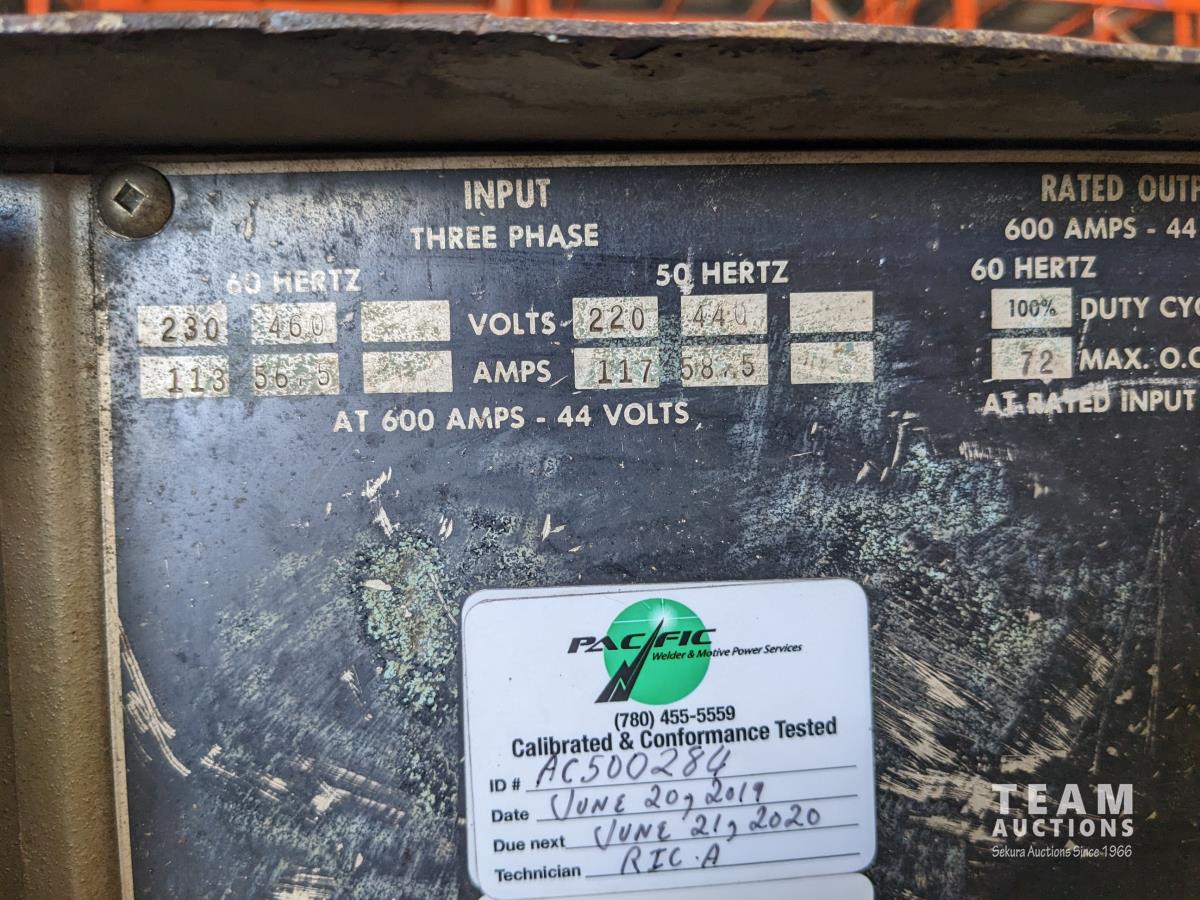 INPUT
THREE PHASE
60 HERTZ 50 HERTZ
230 460 VOLTS 220 440
113 56.5 AMPS 117 58.5
AT 600 AMPS - 44 VOLTS
RATED
600 AMPS - 44
60 HERTZ
100% DUTY
72 MAX.
AT RATED INPUT
PACIFIC
Welder & Motive Power Services
(780) 455-5559
Calibrated & Conformance Tested
ID # AC500284
Date JUNE 20, 2019
Due next JUNE 21, 2020
Technician RIC.A
TEAM
AUCTIONS
Sekura Auctions Since 1966